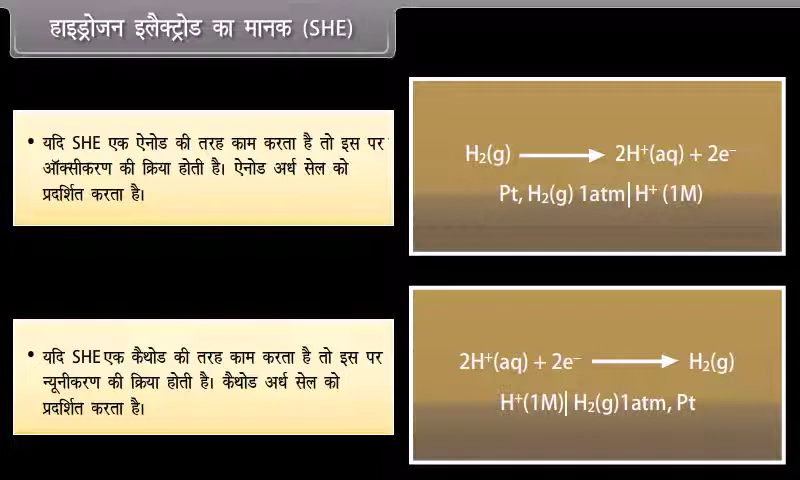 हाइड्रोजन इलैक्ट्रोड का मानक (SHE)
• यदि SHE एक ऐनोड की तरह काम करता है तो इस पर
ऑक्सीकरण की क्रिया होती है। ऐनोड अर्ध सेल को
प्रदर्शित करता है।
H₂(g) ⟶ 2H⁺(aq) + 2e⁻
Pt, H₂(g) 1atm|H⁺ (1M)
• यदि SHE एक कैथोड की तरह काम करता है तो इस पर
न्यूनीकरण की क्रिया होती है। कैथोड अर्ध सेल को
प्रदर्शित करता है।
2H⁺(aq) + 2e⁻ ⟶ H₂(g)
H⁺(1M)| H₂(g)1atm, Pt